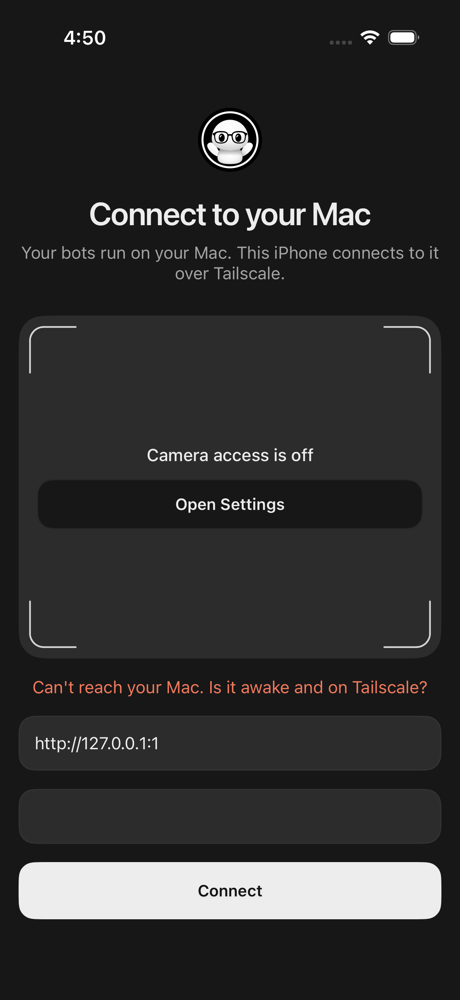 4:50
Connect to your Mac
Your bots run on your Mac. This iPhone connects to it
over Tailscale.
Camera access is off
Open Settings
Can't reach your Mac. Is it awake and on Tailscale?
http://127.0.0.1:1
Connect